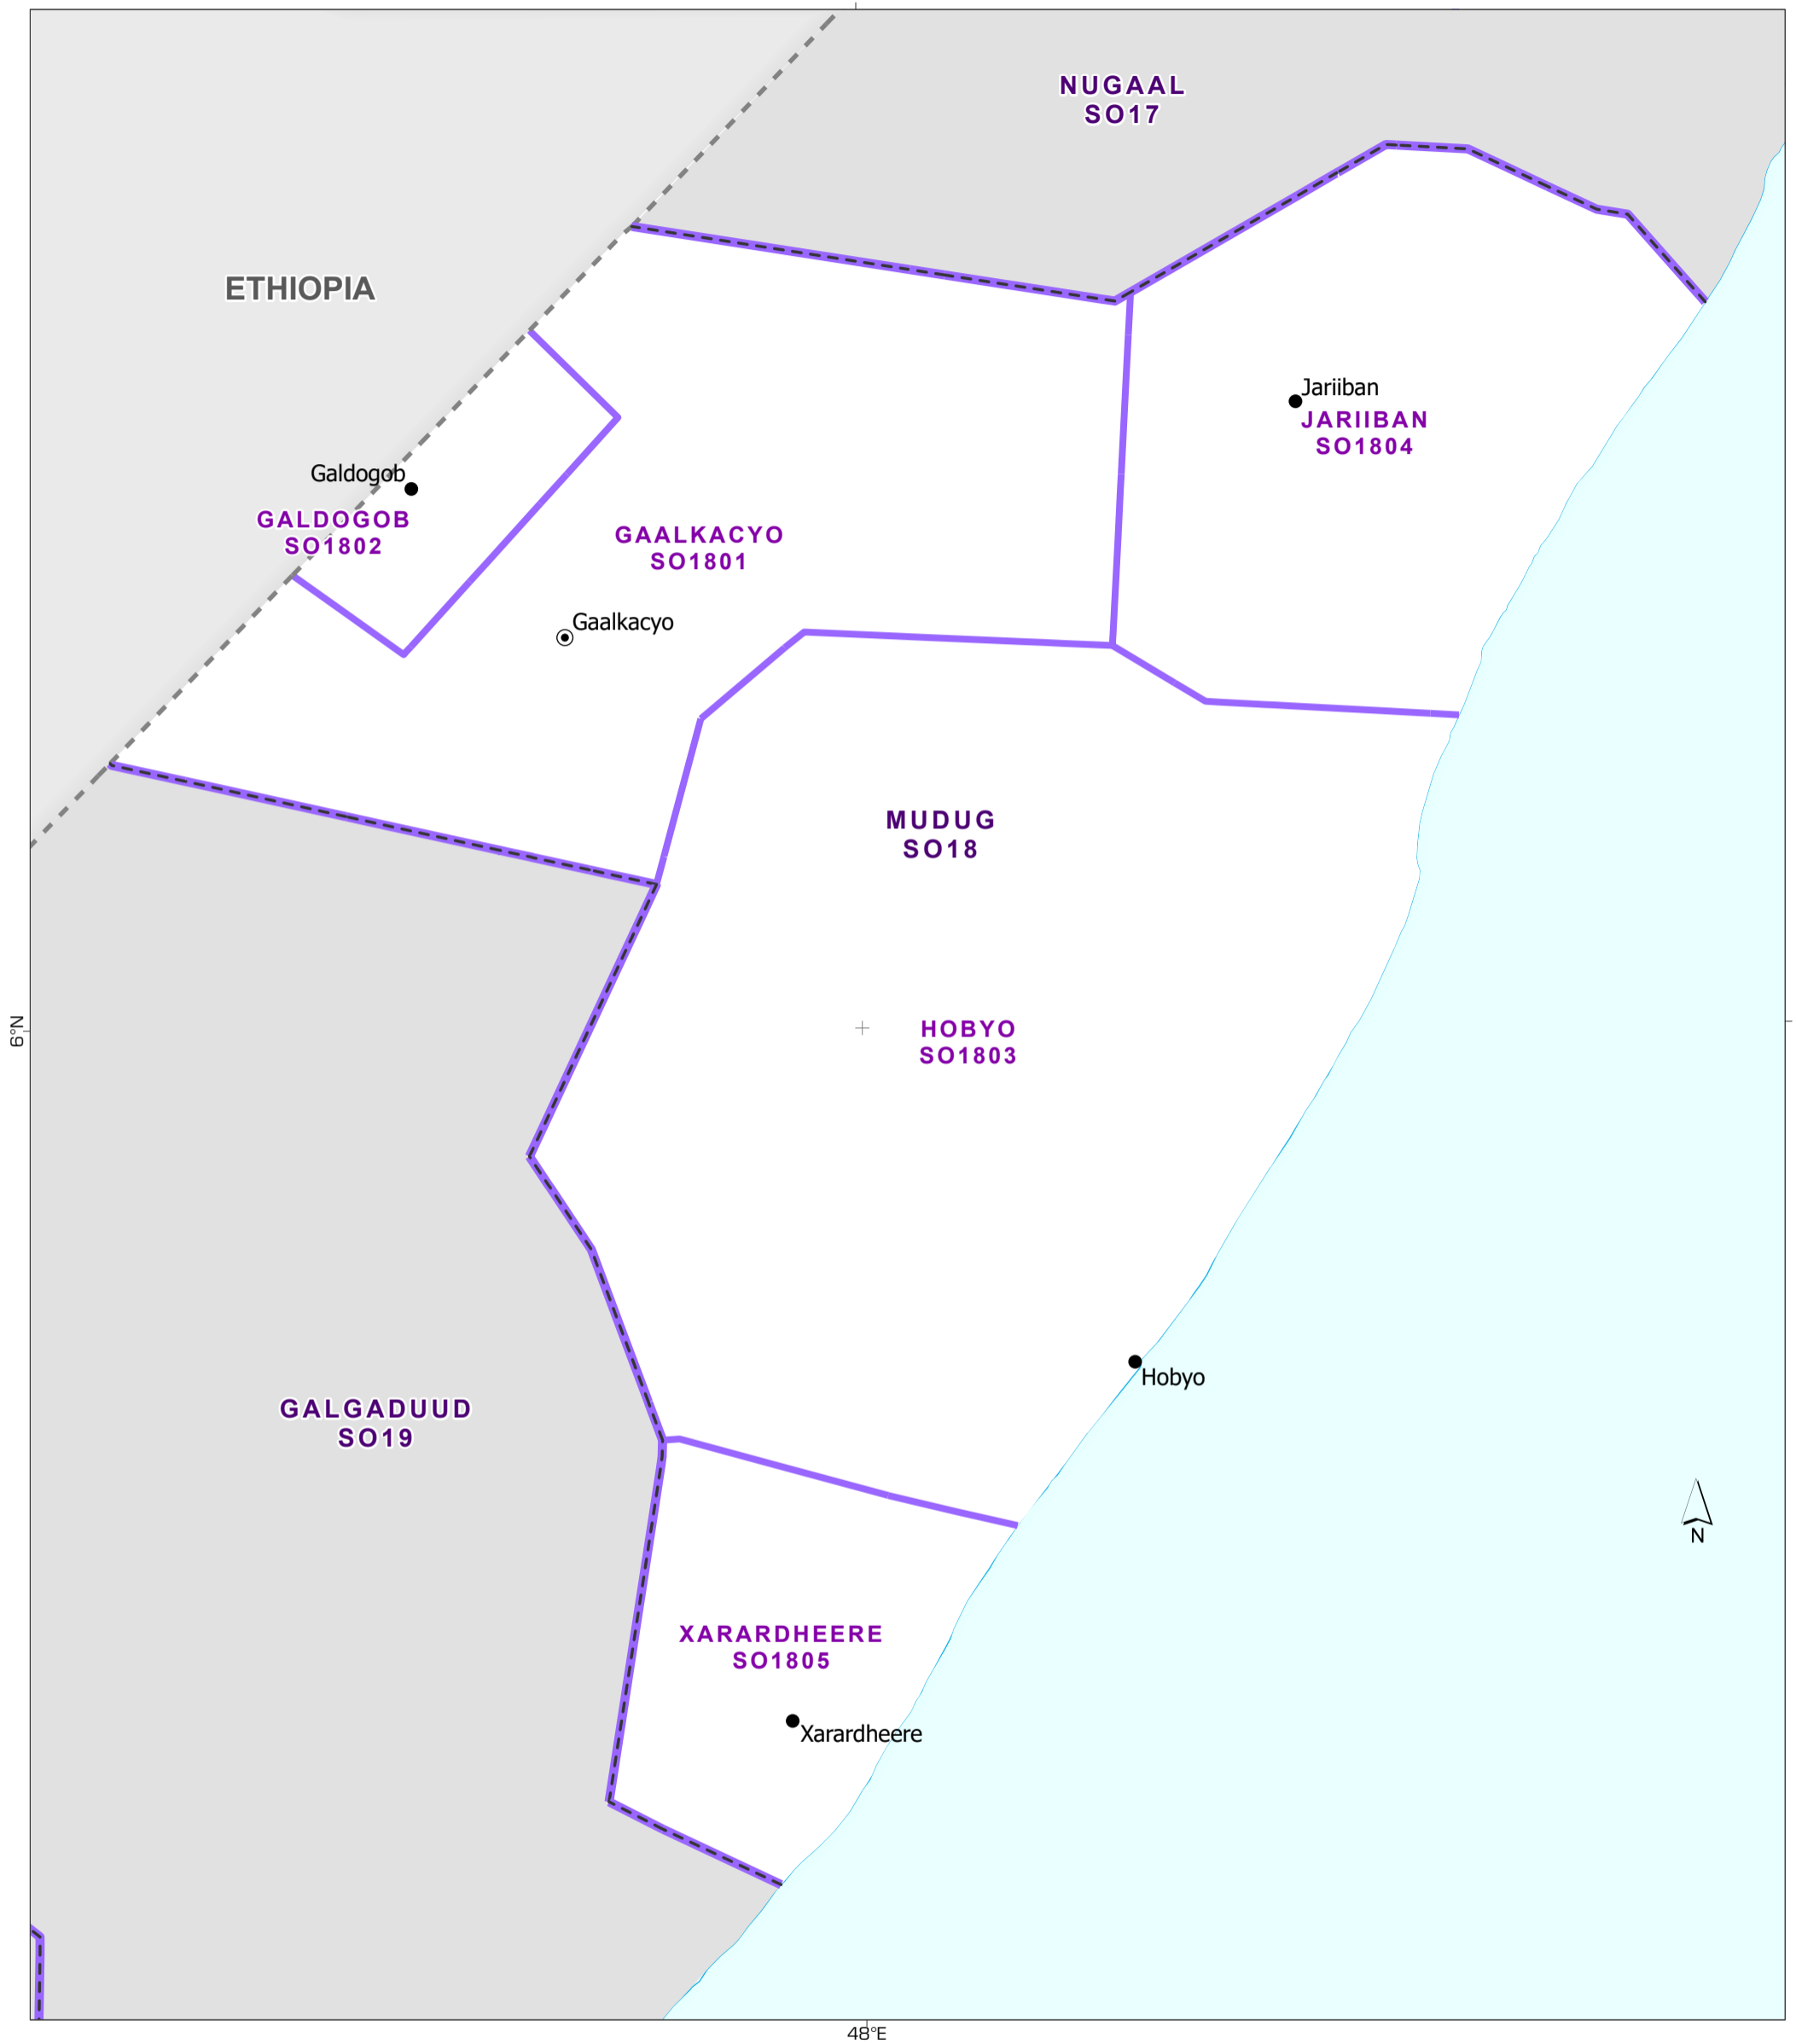 NUGAAL
SO17
ETHIOPIA
Jariiban
JARIIBAN
SO1804
Galdogob
GALDOGOB
SO1802
GAALKACYO
SO1801
Gaalkacyo
MUDUG
SO18
6°N
HOBYO
SO1803
Hobyo
GALGADUUD
SO19
N
XARARDHEERE
SO1805
Xarardheere
48°E